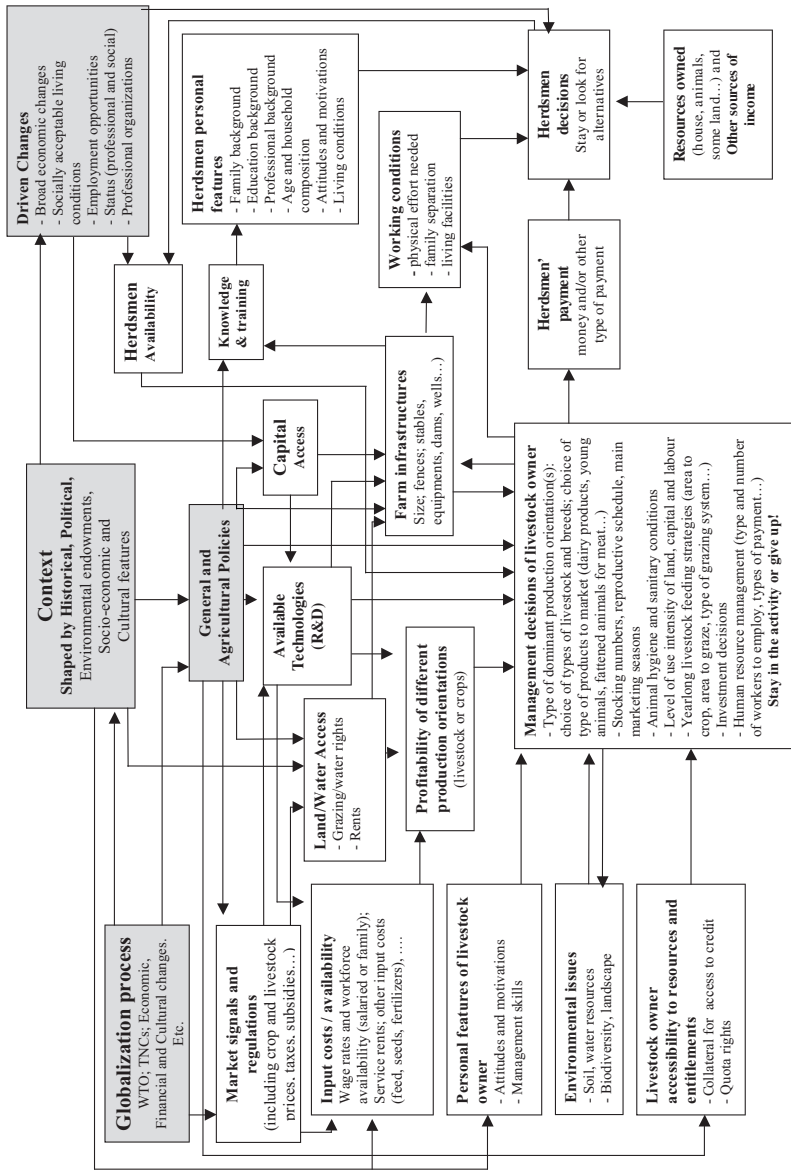 Globalization process
WTO; TNCs; Economic,
Financial and Cultural changes.
Etc.
Context
Shaped by Historical, Political,
Environmental endowments,
Socio-economic and
Cultural features
Driven Changes
- Broad economic changes
- Socially acceptable living
conditions
- Employment opportunities
- Status (professional and social)
- Professional organizations
Market signals and
regulations
(including crop and livestock
prices, taxes, subsidies…)
General and
Agricultural Policies
Herdsmen
Availability
Land/Water Access
- Grazing/water rights
- Rents
Available
Technologies
(R&D)
Capital
Access
Knowledge
& training
Herdsmen personal
features
- Family background
- Education background
- Professional background
- Age and household
composition
- Attitudes and motivations
- Living conditions
Input costs / availability
Wage rates and workforce
availability (salaried or family);
Service rents; other input costs
(feed, seeds, fertilizers), ….
Profitability of different
production orientations
(livestock or crops)
Farm infrastructures
Size; fences; stables,
equipments, dams, wells…)
Working conditions
- physical effort needed
- family separation
- living facilities
Personal features of livestock
owner
- Attitudes and motivations
- Management skills
Environmental issues
- Soil, water resources
- Biodiversity, landscape
Livestock owner
accessibility to resources and
entitlements
- Collateral for access to credit
- Quota rights
Management decisions of livestock owner
- Type of dominant production orientation(s):
choice of types of livestock and breeds; choice of
type of products to market (dairy products, young
animals, fattened animals for meat…)
- Stocking numbers, reproductive schedule, main
marketing seasons
- Animal hygiene and sanitary conditions
- Level of use intensity of land, capital and labour
- Yearlong livestock feeding strategies (area to
crop, area to graze, type of grazing system…)
- Investment decisions
- Human resource management (type and number
of workers to employ, types of payment…)
Stay in the activity or give up!
Herdsmen'
payment
money and/or other
type of payment
Herdsmen
decisions
Stay or look for
alternatives
Resources owned
(house, animals,
some land…) and
Other sources of
income